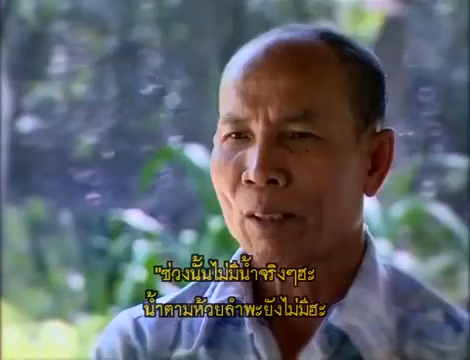 "ช่วงนั้นไม่มีน้ำจริงๆฮะ
น้ำตามห้วยลำพะยังไม่มีฮะ